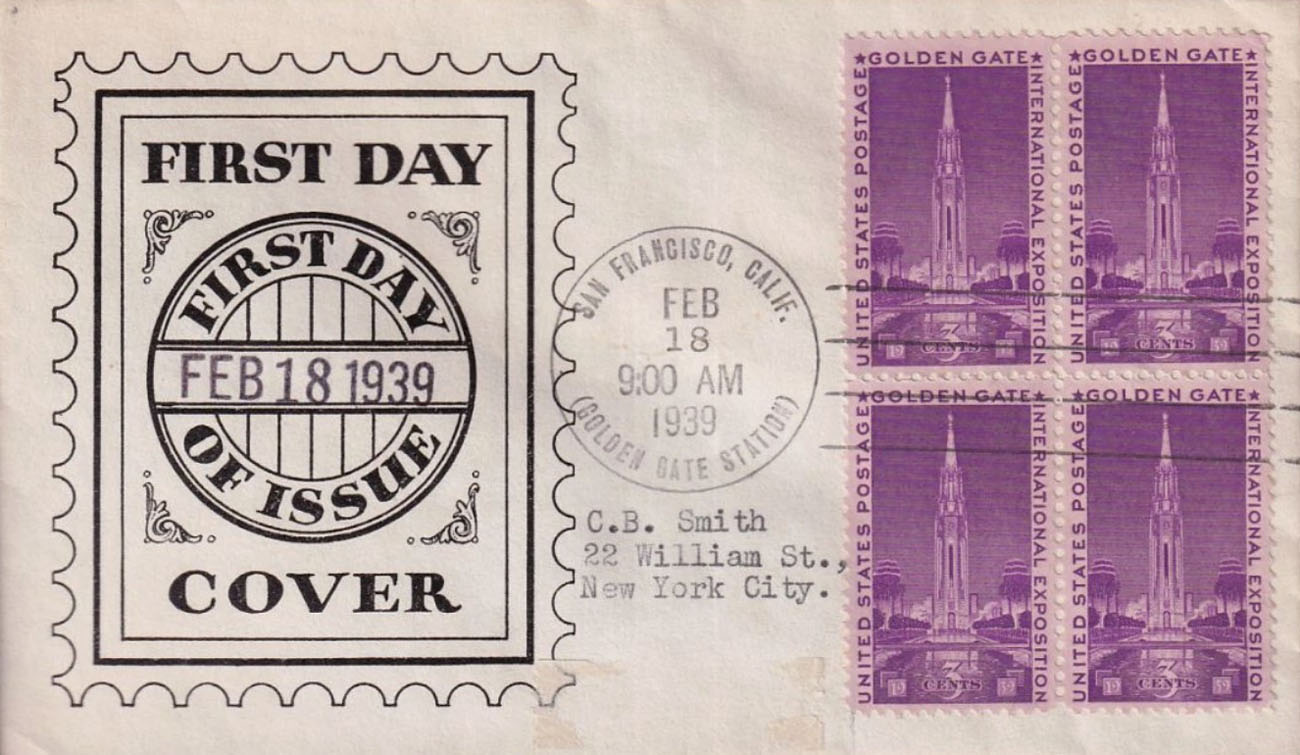 FIRST DAY
FIRST DAY
FEB 18 1939
OF ISSUE
COVER
SAN FRANCISCO, CALIF.
FEB
18
9:00 AM
1939
(GOLDEN GATE STATION)
C.B. Smith
22 William St.,
New York City.
★GOLDEN GATE★
UNITED STATES POSTAGE
INTERNATIONAL EXPOSITION
19 3 CENTS 39
★GOLDEN GATE★
UNITED STATES POSTAGE
INTERNATIONAL EXPOSITION
19 3 CENTS 39
★GOLDEN GATE★
UNITED STATES POSTAGE
INTERNATIONAL EXPOSITION
19 3 CENTS 39
★GOLDEN GATE★
UNITED STATES POSTAGE
INTERNATIONAL EXPOSITION
19 3 CENTS 39